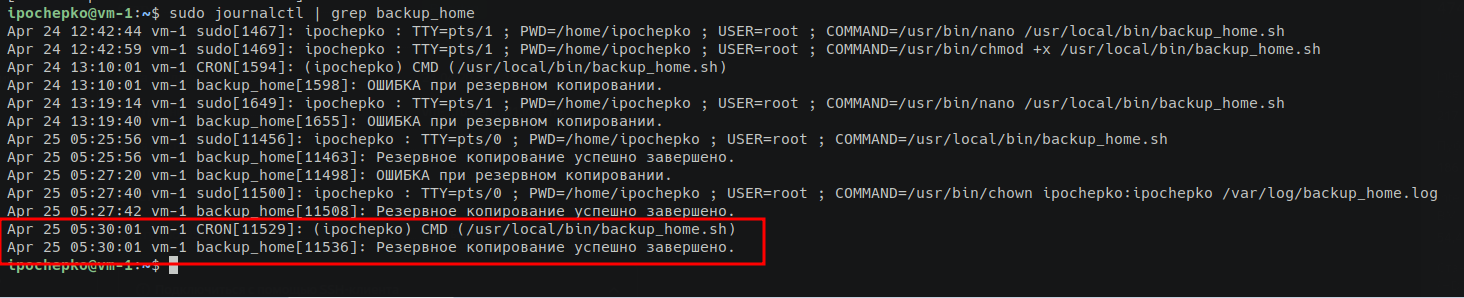 ipochepko@vm-1:~$ sudo journalctl | grep backup_home
Apr 24 12:42:44 vm-1 sudo[1467]: ipochepko : TTY=pts/1 ; PWD=/home/ipochepko ; USER=root ; COMMAND=/usr/bin/nano /usr/local/bin/backup_home.sh
Apr 24 12:42:59 vm-1 sudo[1469]: ipochepko : TTY=pts/1 ; PWD=/home/ipochepko ; USER=root ; COMMAND=/usr/bin/chmod +x /usr/local/bin/backup_home.sh
Apr 24 13:10:01 vm-1 CRON[1594]: (ipochepko) CMD (/usr/local/bin/backup_home.sh)
Apr 24 13:10:01 vm-1 backup_home[1598]: ОШИБКА при резервном копировании.
Apr 24 13:19:14 vm-1 sudo[1649]: ipochepko : TTY=pts/1 ; PWD=/home/ipochepko ; USER=root ; COMMAND=/usr/bin/nano /usr/local/bin/backup_home.sh
Apr 24 13:19:40 vm-1 backup_home[1655]: ОШИБКА при резервном копировании.
Apr 25 05:25:56 vm-1 sudo[11456]: ipochepko : TTY=pts/0 ; PWD=/home/ipochepko ; USER=root ; COMMAND=/usr/local/bin/backup_home.sh
Apr 25 05:25:56 vm-1 backup_home[11463]: Резервное копирование успешно завершено.
Apr 25 05:27:20 vm-1 backup_home[11498]: ОШИБКА при резервном копировании.
Apr 25 05:27:40 vm-1 sudo[11500]: ipochepko : TTY=pts/0 ; PWD=/home/ipochepko ; USER=root ; COMMAND=/usr/bin/chown ipochepko:ipochepko /var/log/backup_home.log
Apr 25 05:27:42 vm-1 backup_home[11508]: Резервное копирование успешно завершено.
Apr 25 05:30:01 vm-1 CRON[11529]: (ipochepko) CMD (/usr/local/bin/backup_home.sh)
Apr 25 05:30:01 vm-1 backup_home[11536]: Резервное копирование успешно завершено.
ipochepko@vm-1:~$